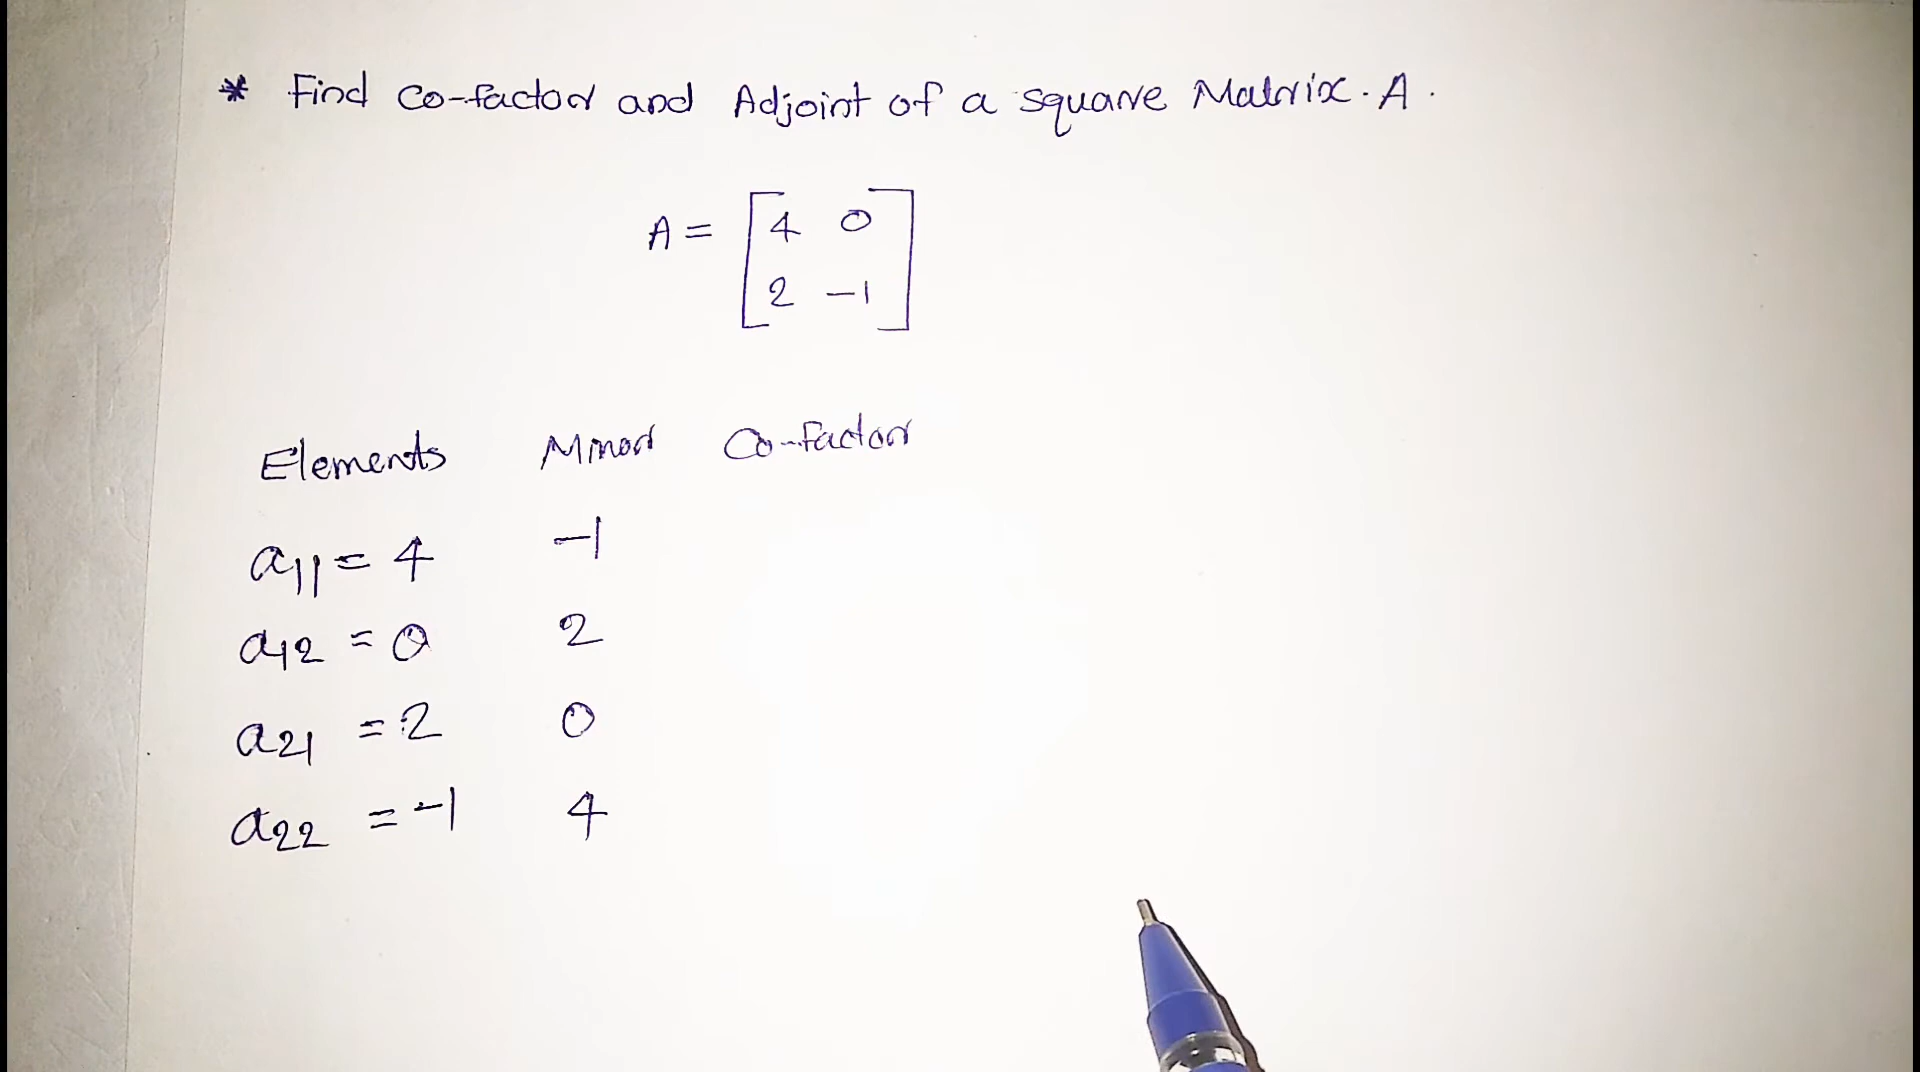 * Find Co-factor and Adjoint of a square Matrix. A.
A = [4 0
2 -1]
Elements Minor Co-factor
a11 = 4 -1
a12 = 0 2
a21 = 2 0
a22 = -1 4